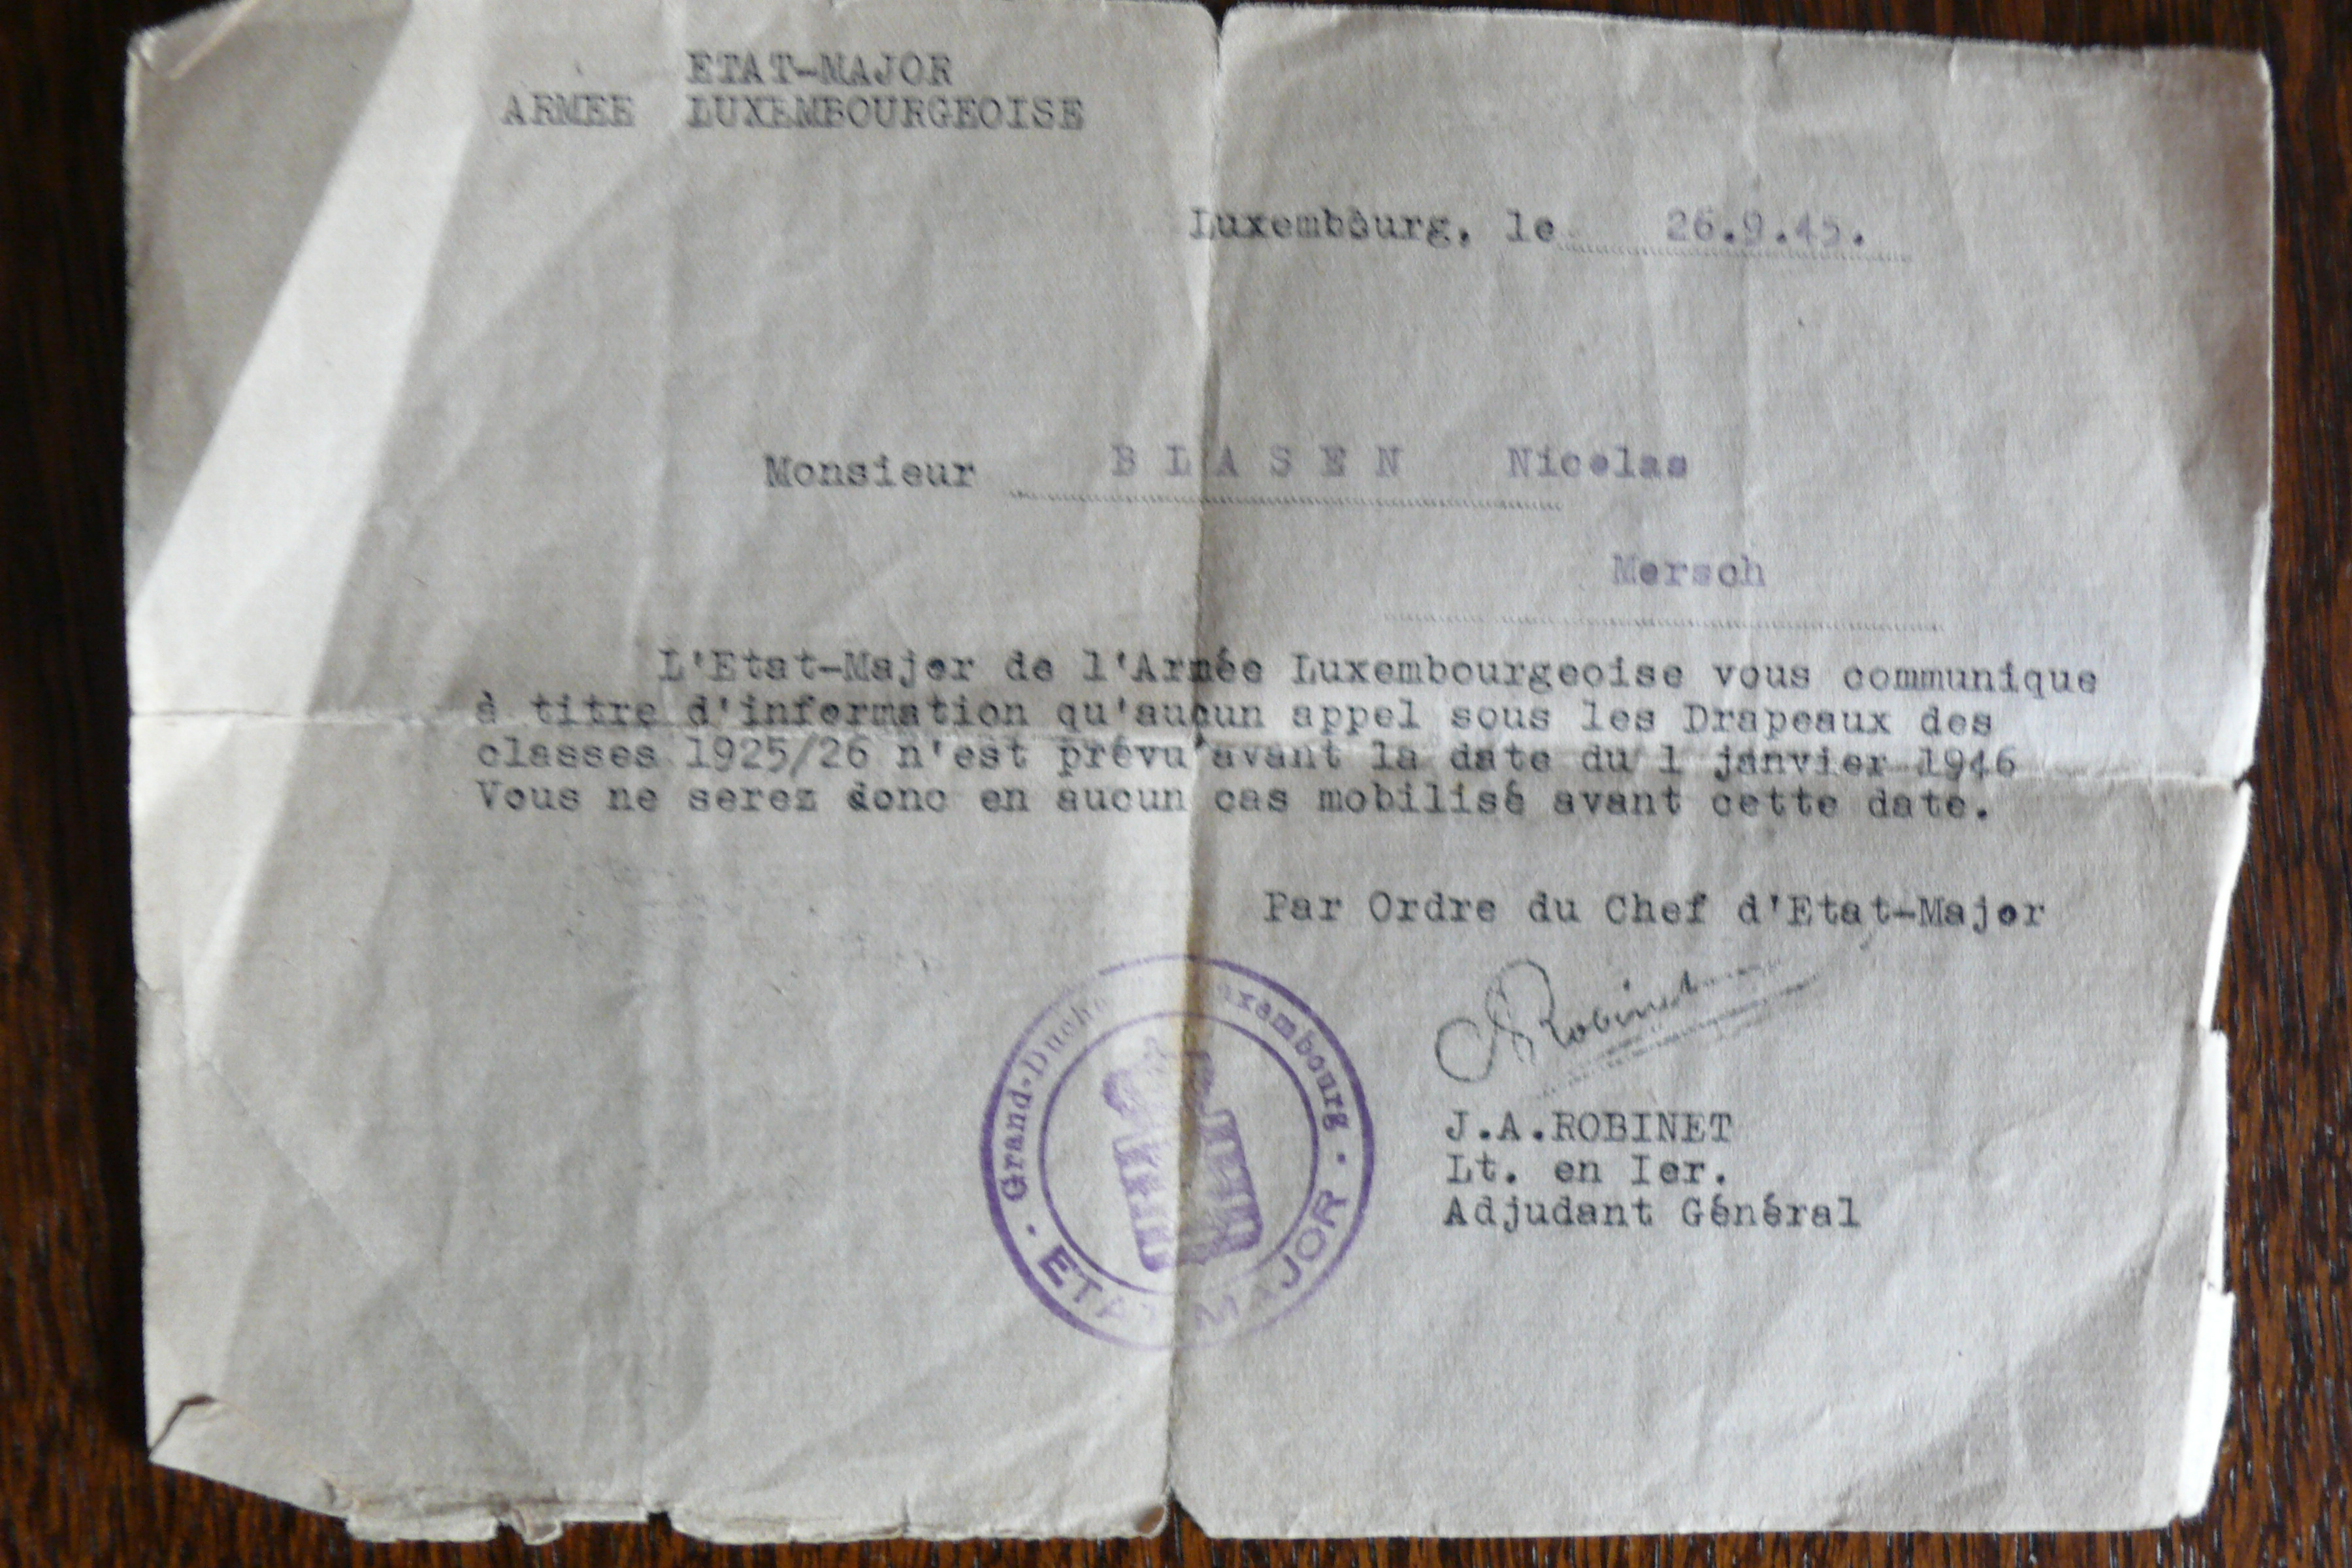 ETAT-MAJOR
ARMEE LUXEMBOURGEOISE
Luxembourg, le 26.9.45.
Monsieur BLASEN Nicolas
Mersch
L'Etat-Major de l'Armée Luxembourgeoise vous communique
à titre d'information qu'aucun appel sous les Drapeaux des
classes 1925/26 n'est prévu avant la date du 1 janvier 1946
Vous ne serez donc en aucun cas mobilisé avant cette date.
Par Ordre du Chef d'Etat-Major
Robinet
J.A.ROBINET
Lt. en Ier.
Adjudant Général
Grand-Duché Luxembourg
ETAT MAJOR